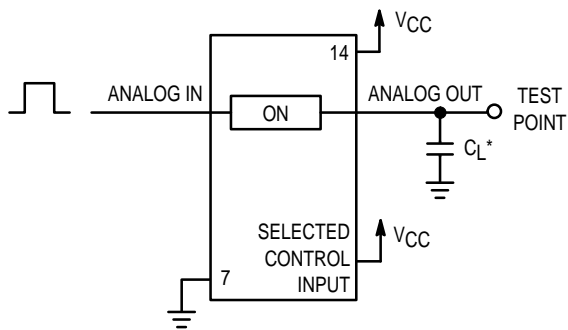 VCC
14
ANALOG IN
ON
ANALOG OUT
TEST
POINT
CL*
SELECTED
CONTROL
INPUT
VCC
7